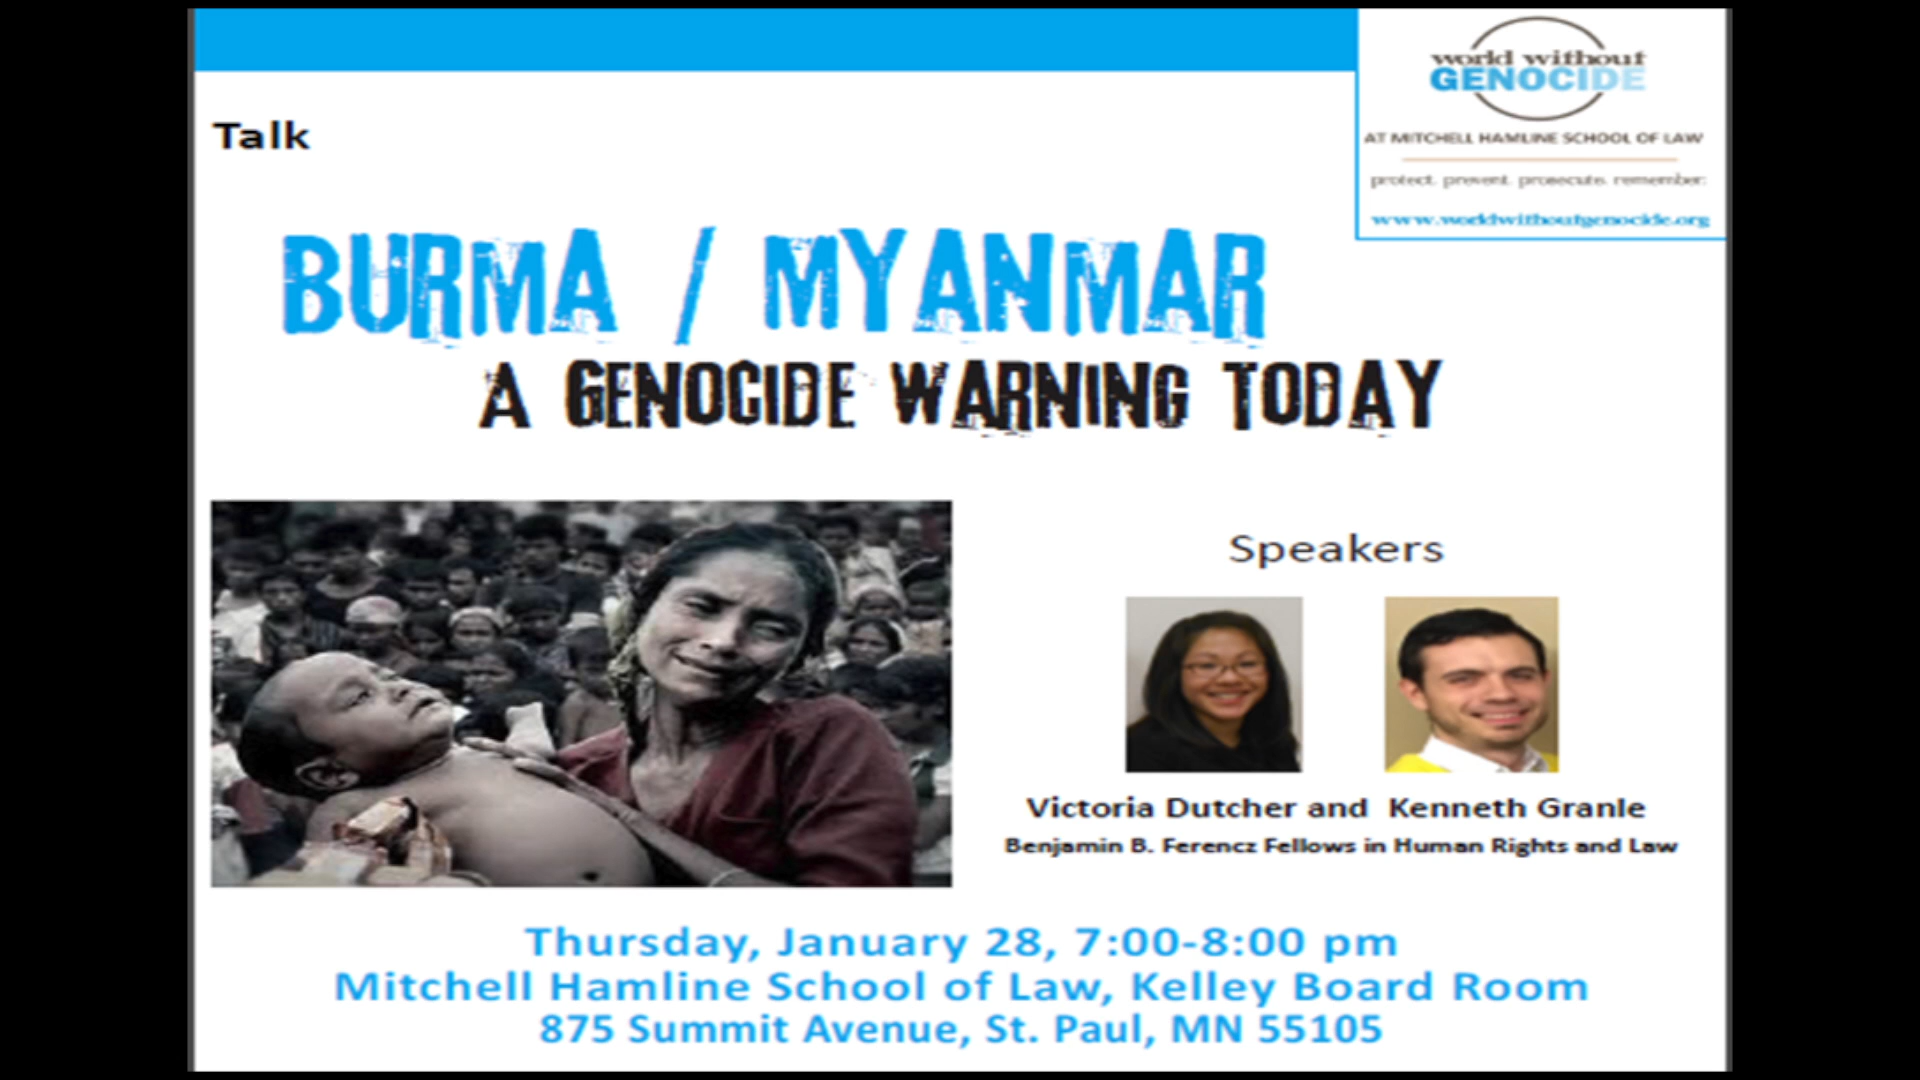 Talk
world without
GENOCIDE
AT MITCHELL HAMLINE SCHOOL OF LAW
protect. prevent. prosecute. remember.
www.worldwithoutgenocide.org
BURMA / MYANMAR
A GENOCIDE WARNING TODAY
Speakers
Victoria Dutcher and Kenneth Granle
Benjamin B. Ferencz Fellows in Human Rights and Law
Thursday, January 28, 7:00-8:00 pm
Mitchell Hamline School of Law, Kelley Board Room
875 Summit Avenue, St. Paul, MN 55105